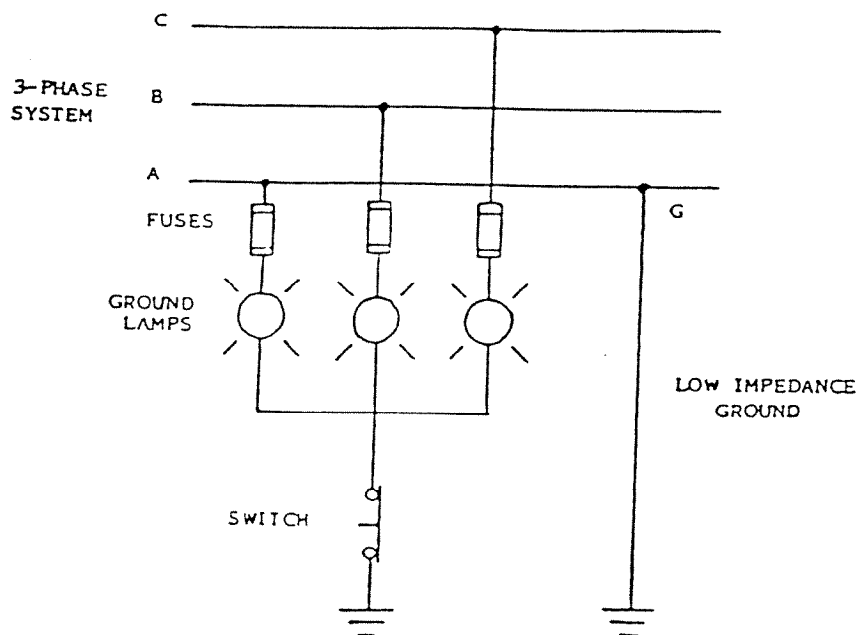 C
3-PHASE
SYSTEM
B
A
G
FUSES
GROUND
LAMPS
LOW IMPEDANCE
GROUND
SWITCH